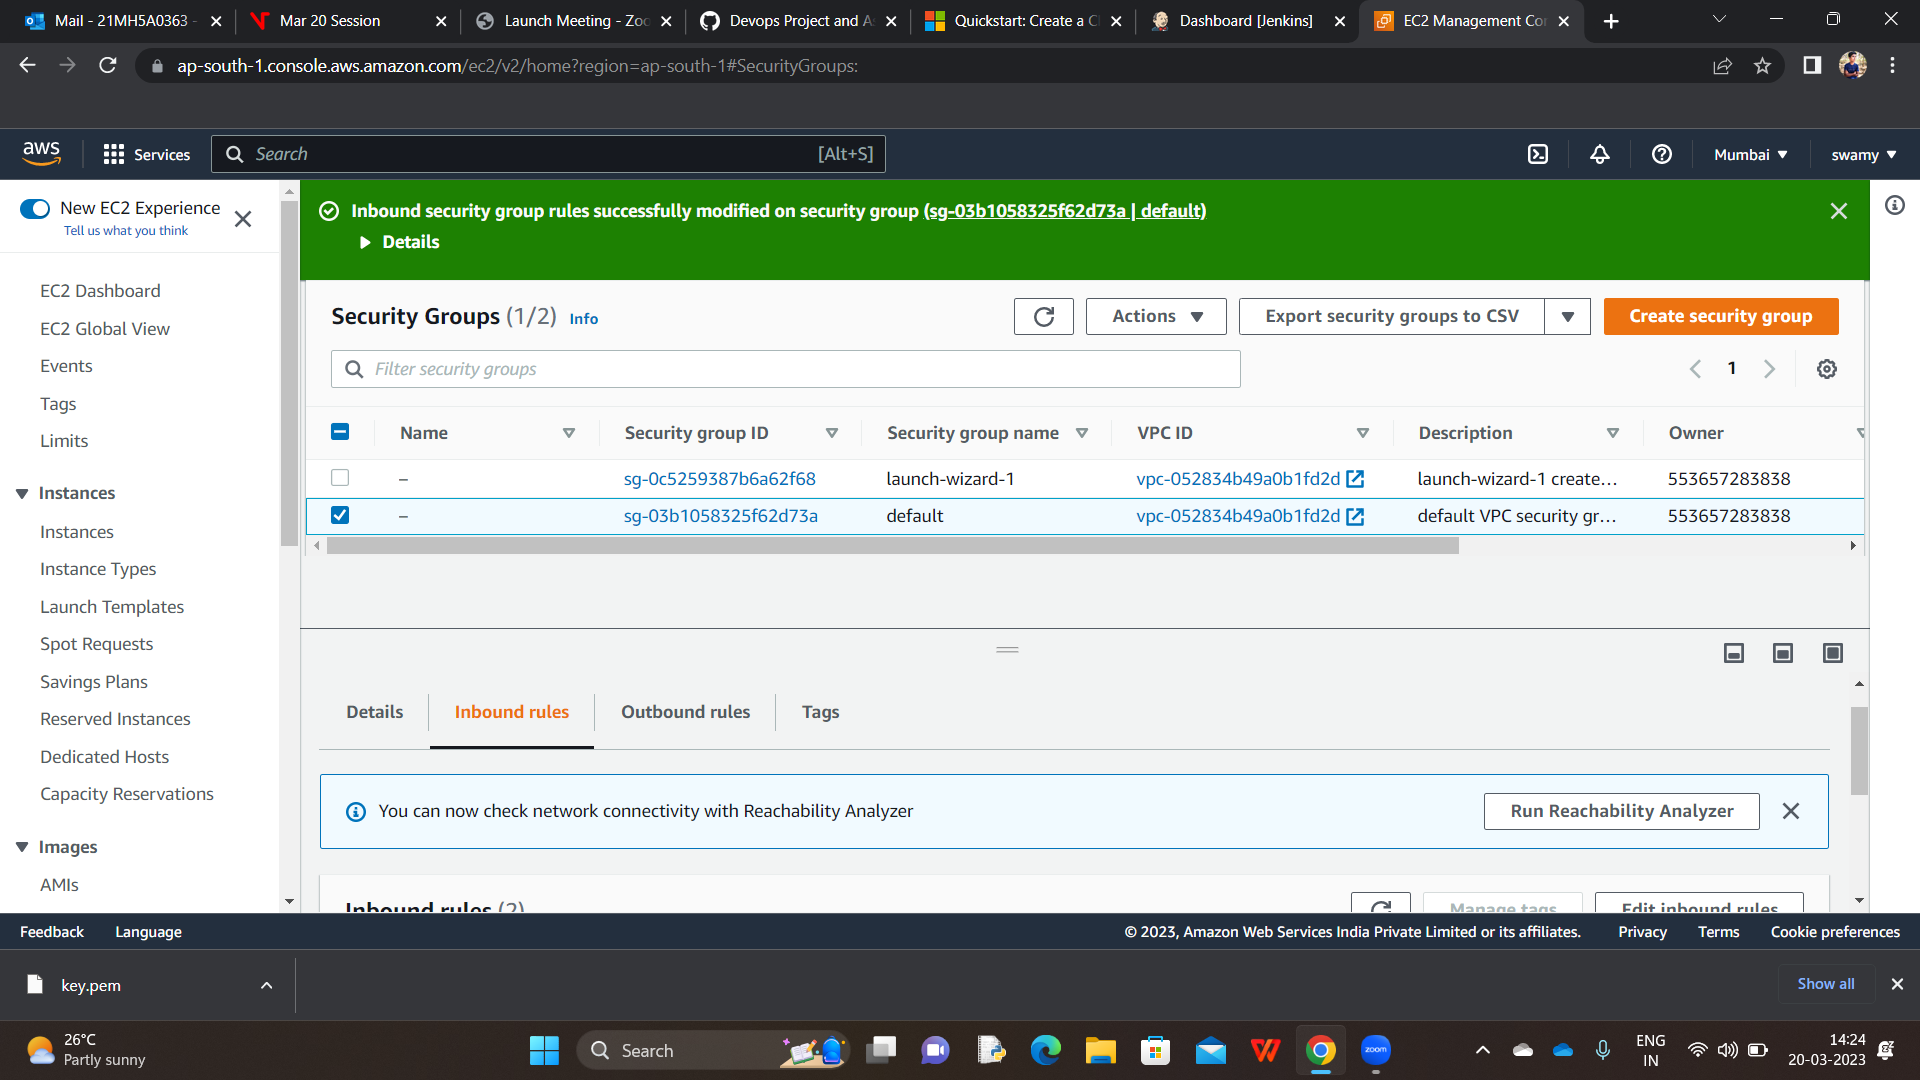 Mail - 21MH5A0363 -
Mar 20 Session
Launch Meeting - Zoo
Devops Project and As
Quickstart: Create a C
Dashboard [Jenkins]
EC2 Management Co
ap-south-1.console.aws.amazon.com/ec2/v2/home?region=ap-south-1#SecurityGroups:
aws
Services
Search
[Alt+S]
Mumbai
swamy
New EC2 Experience
Tell us what you think
EC2 Dashboard
EC2 Global View
Events
Tags
Limits
Instances
Instances
Instance Types
Launch Templates
Spot Requests
Savings Plans
Reserved Instances
Dedicated Hosts
Capacity Reservations
Images
AMIs
Inbound security group rules successfully modified on security group (sg-03b1058325f62d73a | default)
Details
Security Groups (1/2) Info
Actions
Export security groups to CSV
Create security group
Filter security groups
1
Name Security group ID Security group name VPC ID Description Owner
– sg-0c5259387b6a62f68 launch-wizard-1 vpc-052834b49a0b1fd2d launch-wizard-1 create... 553657283838
– sg-03b1058325f62d73a default vpc-052834b49a0b1fd2d default VPC security gr... 553657283838
Details
Inbound rules
Outbound rules
Tags
You can now check network connectivity with Reachability Analyzer
Run Reachability Analyzer
Inbound rules (2)
Manage tags
Edit inbound rules
Feedback
Language
© 2023, Amazon Web Services India Private Limited or its affiliates.
Privacy
Terms
Cookie preferences
key.pem
Show all
26°C
Partly sunny
Search
zoom
ENG
IN
14:24
20-03-2023